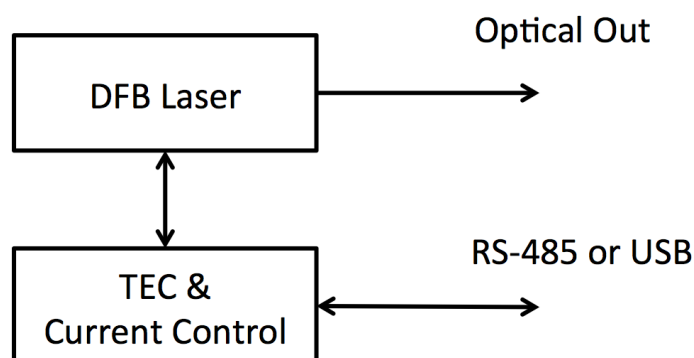 Optical Out
DFB Laser
RS-485 or USB
TEC &
Current Control